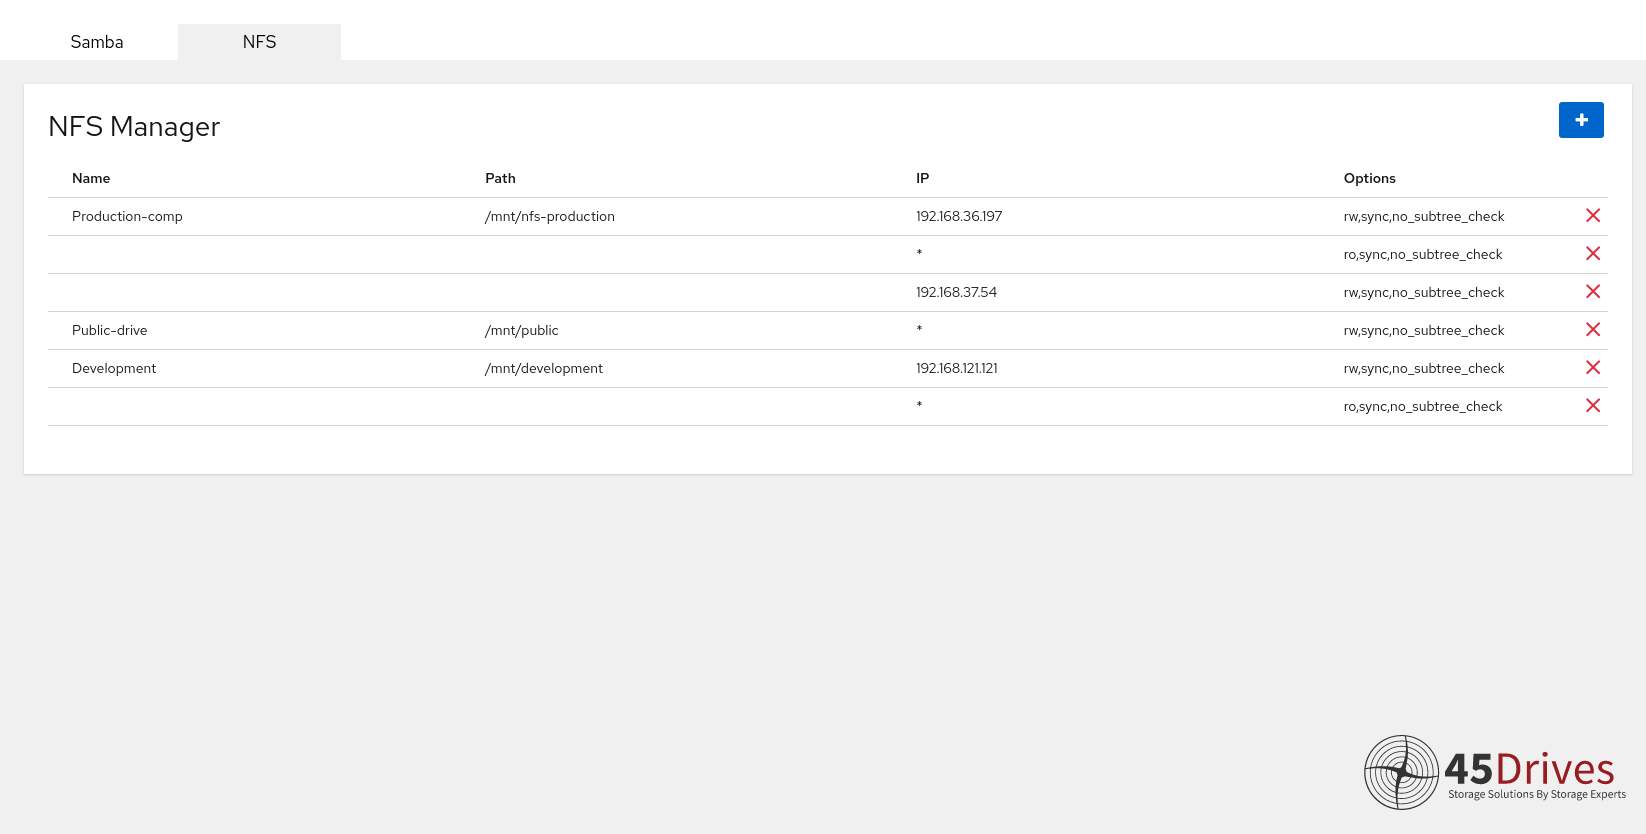 Samba NFS
NFS Manager
Name Path IP Options
Production-comp /mnt/nfs-production 192.168.36.197 rw,sync,no_subtree_check
* ro,sync,no_subtree_check
192.168.37.54 rw,sync,no_subtree_check
Public-drive /mnt/public * rw,sync,no_subtree_check
Development /mnt/development 192.168.121.121 rw,sync,no_subtree_check
* ro,sync,no_subtree_check
45Drives
Storage Solutions By Storage Experts